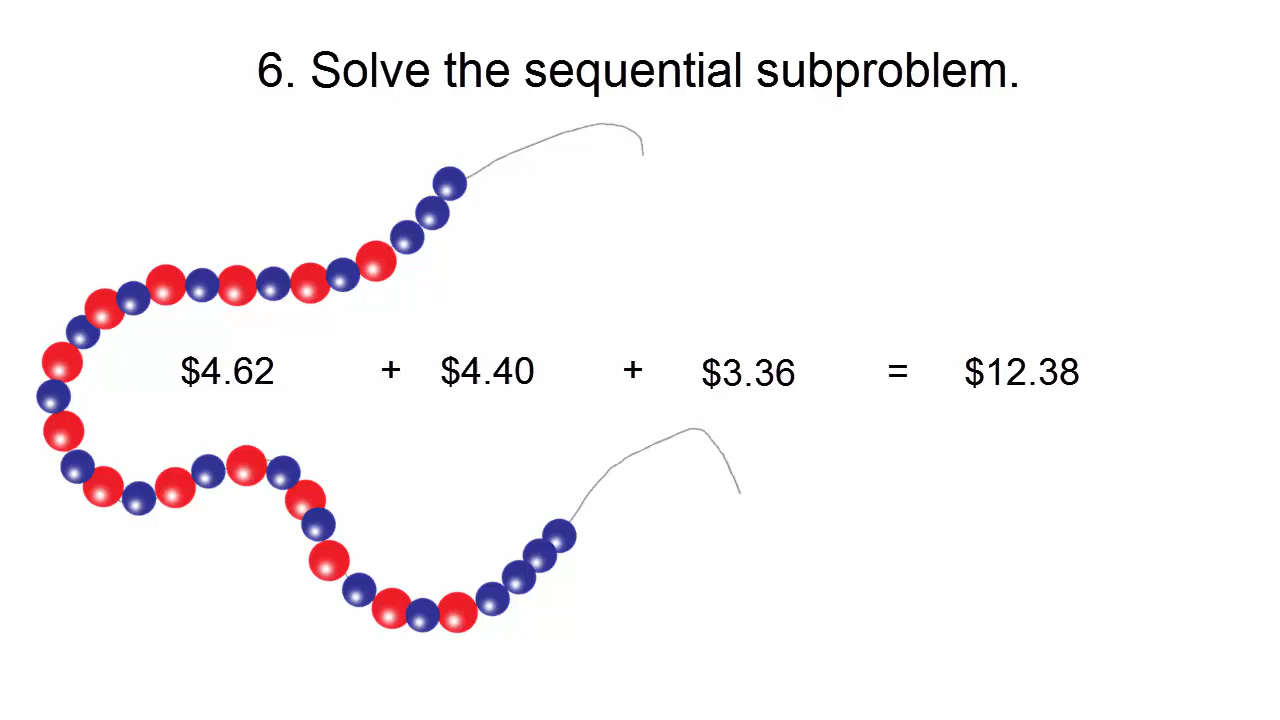 6. Solve the sequential subproblem.
$4.62 + $4.40 + $3.36 = $12.38